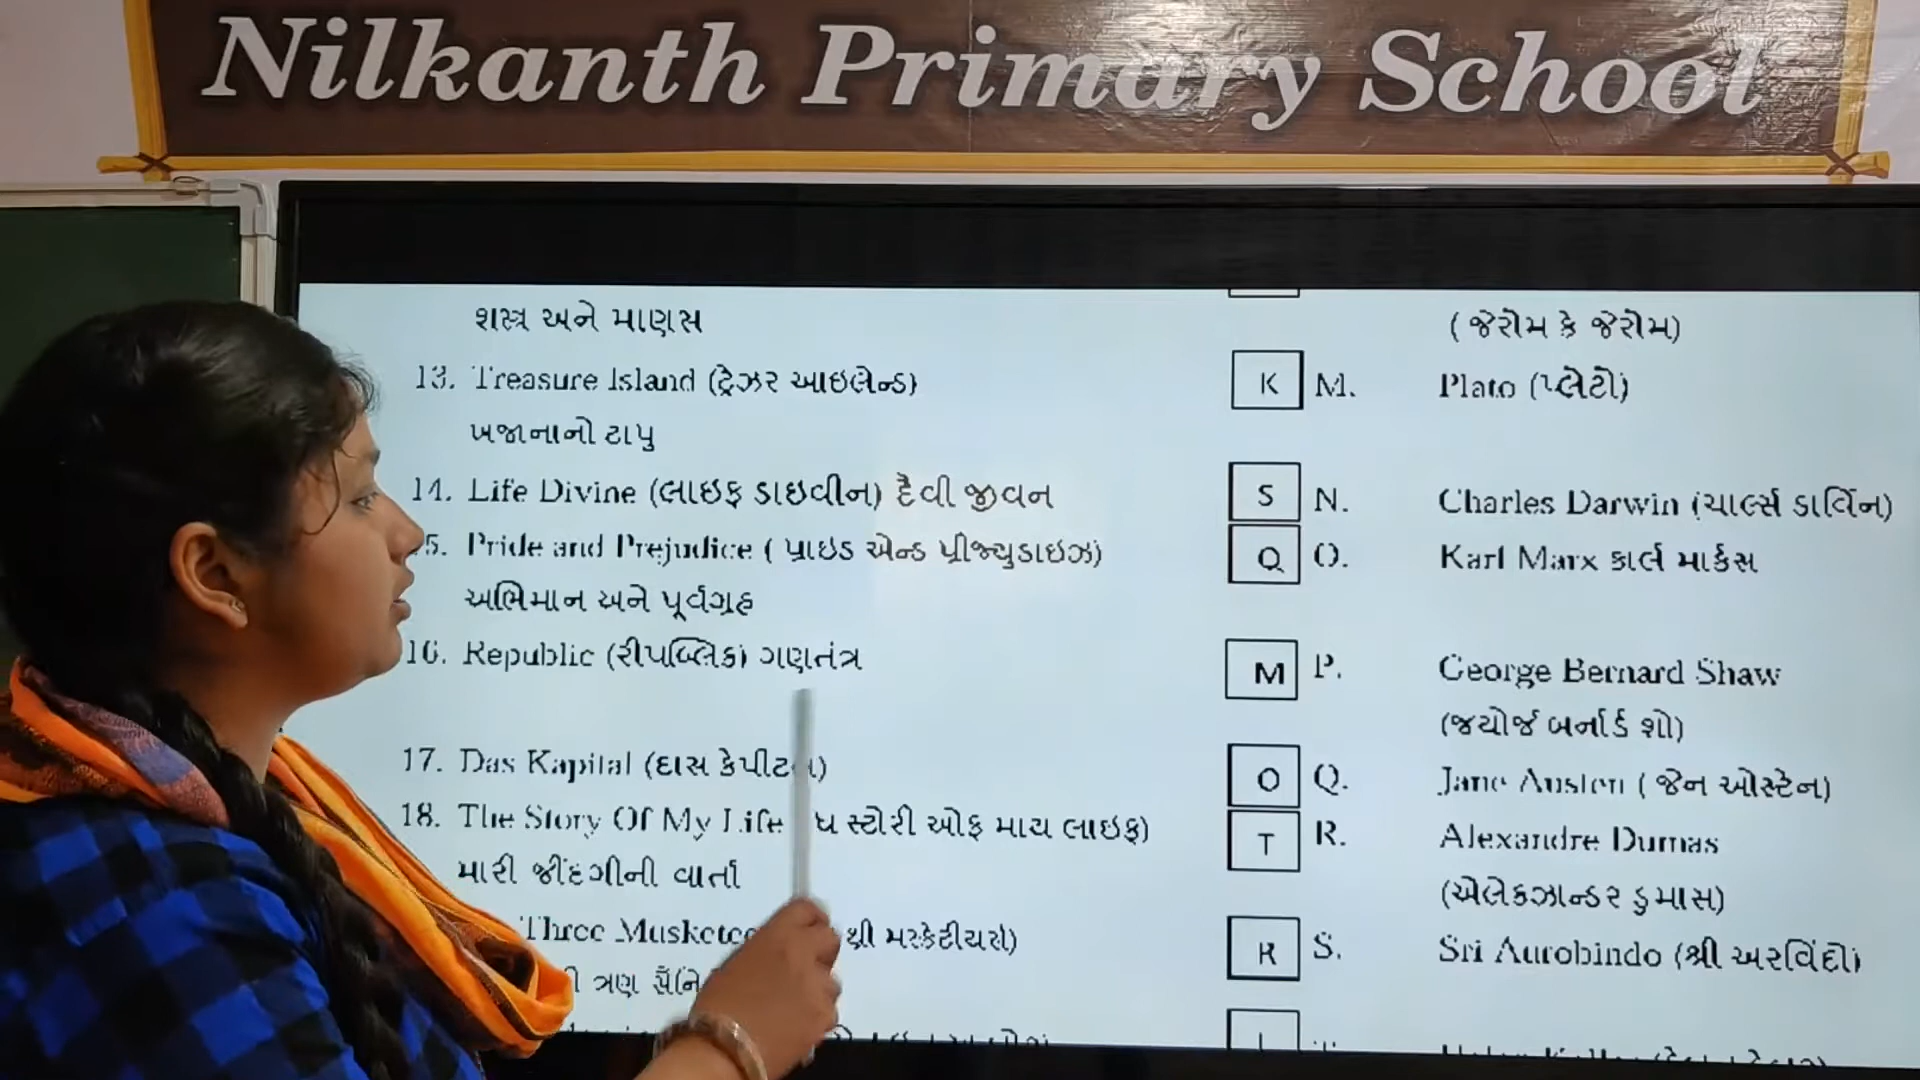 Nilkanth Primary School
શસ્ત્ર અને માણસ
(જેરોમ કે જેરોમ)
13. Treasure Island (ટ્રેઝર આઇલેન્ડ) K M. Plato (પ્લેટો)
ખજાનાનો ટાપુ
14. Life Divine (લાઇફ ડાઇવીન) દૈવી જીવન S N. Charles Darwin (ચાર્લ્સ ડાર્વિન)
5. Pride and Prejudice ( પ્રાઇડ એન્ડ પ્રીજ્યુડાઇઝ) Q O. Karl Marx કાર્લ માર્કસ
અભિમાન અને પૂર્વગ્રહ
16. Republic (રીપબ્લિક) ગણતંત્ર M P. George Bernard Shaw
(જયોર્જ બર્નાર્ડ શો)
17. Das Kapital (દાસ કેપીટલ) O Q. Jane Austen ( જેન ઓસ્ટેન)
18. The Story Of My Life ધ સ્ટોરી ઓફ માય લાઇફ) T R. Alexandre Dumas
મારી જીંદગીની વાર્તા
(એલેકઝાન્ડર ડુમાસ)
Three થ્રી મસ્કેટીયરો) R S. Sri Aurobindo (શ્રી અરવિંદો)
ત્રણ